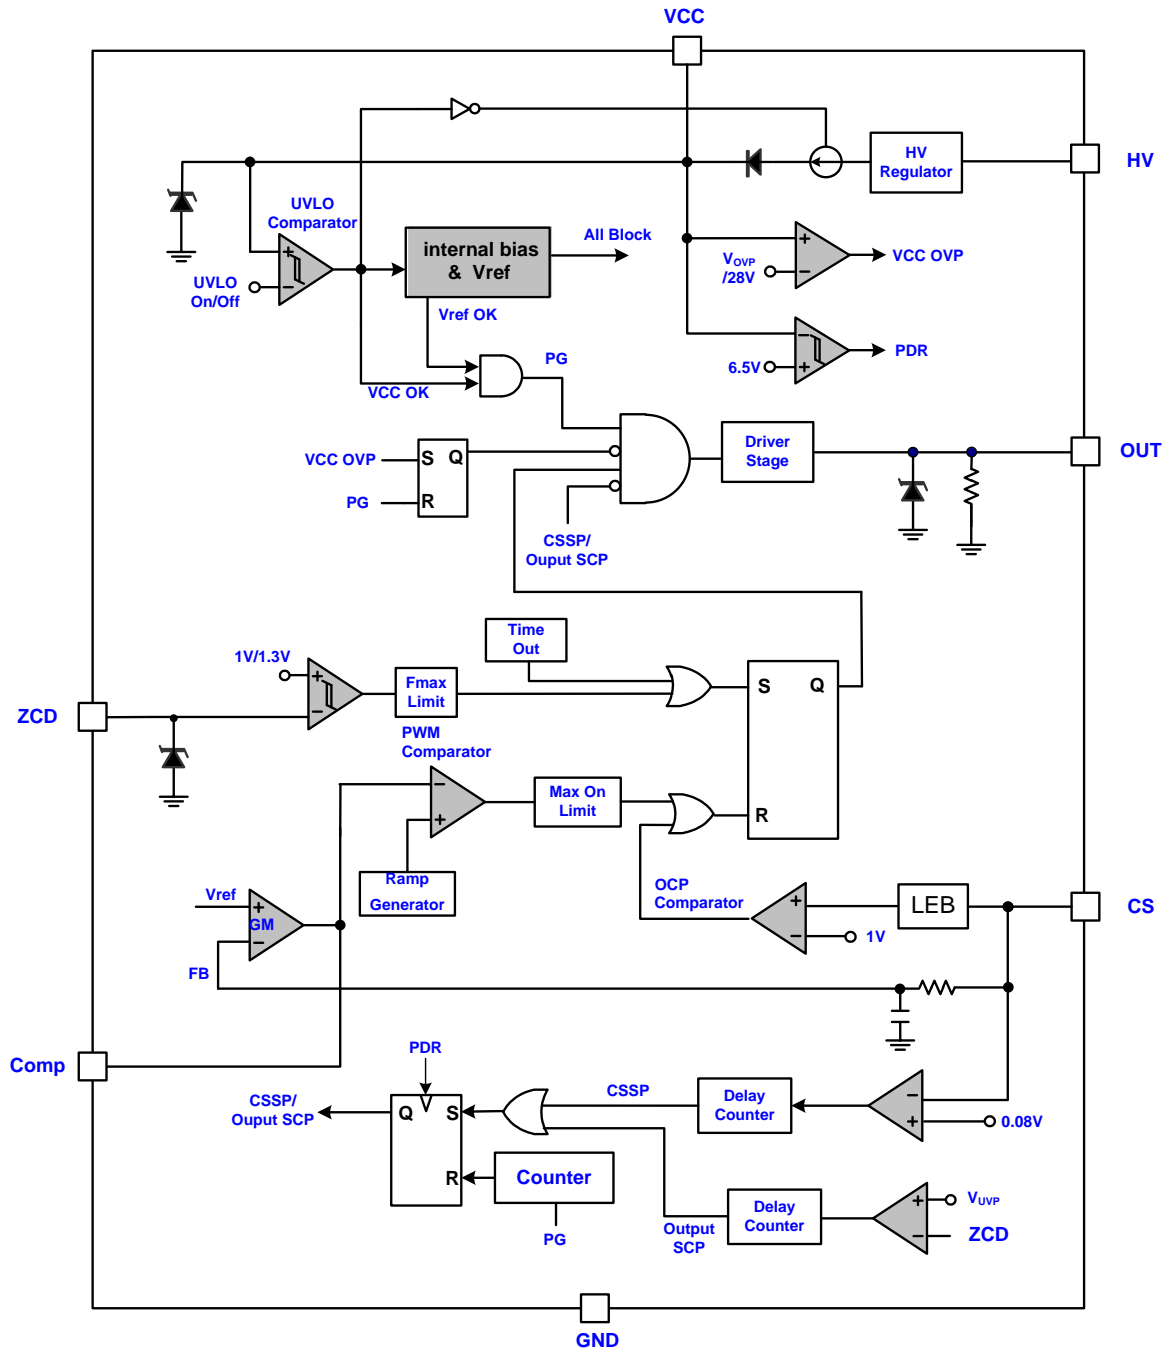 VCC
HV
Regulator
HV
UVLO
Comparator
+
−
UVLO
On/Off
internal bias
& Vref
All Block
Vref OK
VCC OK
PG
+
−
VOVP
/28V
VCC OVP
−
+
6.5V
PDR
VCC OVP
PG
S
Q
R
CSSP/
Ouput SCP
Driver
Stage
OUT
Time
Out
1V/1.3V
+
−
ZCD
Fmax
Limit
S
Q
R
PWM
Comparator
−
+
Max On
Limit
Ramp
Generator
OCP
Comparator
+
−
1V
LEB
CS
Vref
+
GM
−
FB
Comp
PDR
CSSP/
Ouput SCP
Q
S
R
CSSP
Delay
Counter
−
+
0.08V
Counter
PG
Output
SCP
Delay
Counter
+
−
VUVP
ZCD
GND